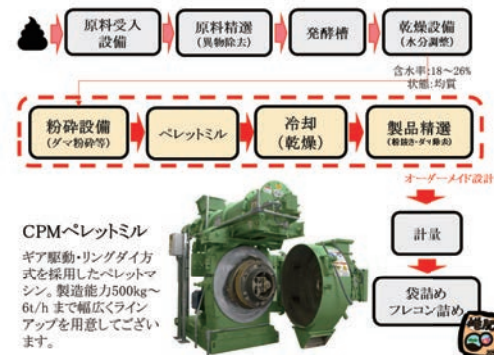 原料受入
設備
原料精選
(異物除去)
発酵槽
乾燥設備
(水分調整)
含水率:18～26%
状態:均質
粉砕設備
(ダマ粉砕等)
ペレットミル
冷却
(乾燥)
製品精選
(粉抜き・ダマ除去)
オーダーメイド設計
計量
袋詰め
フレコン詰め
CPMペレットミル
ギア駆動・リングダイ方
式を採用したペレットマ
シン。製造能力500kg～
6t/h まで幅広くライン
アップを用意してござい
ます。